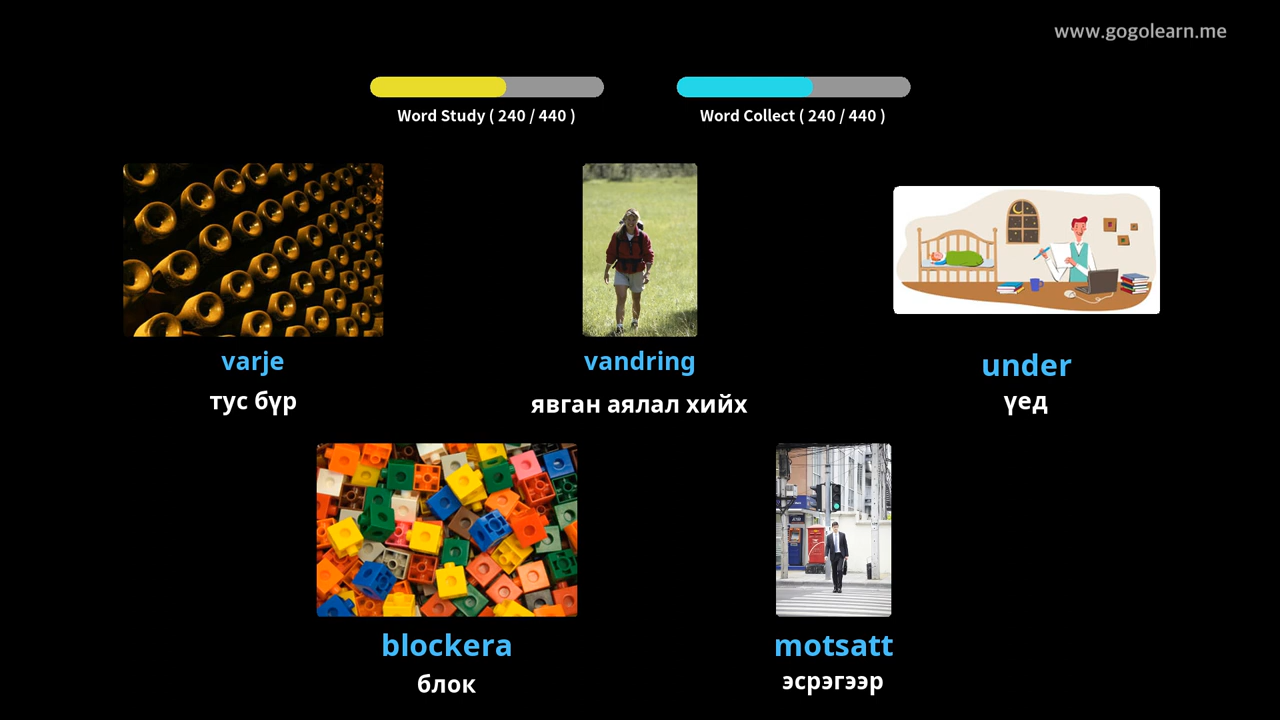 www.gogolearn.me
Word Study ( 240 / 440 )
Word Collect ( 240 / 440 )
varje
vandring
under
тус бүр
явган аялал хийх
үед
blockera
motsatt
блок
эсрэгээр